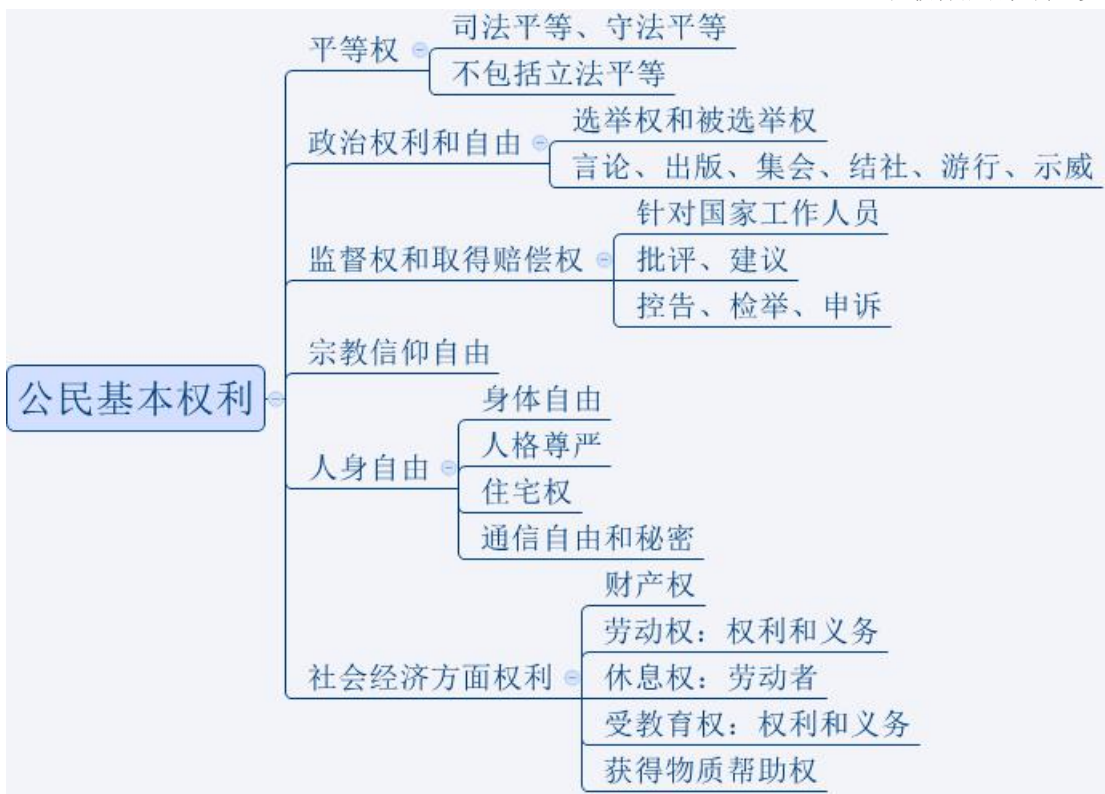 公民基本权利
平等权
司法平等、守法平等
不包括立法平等
政治权利和自由
选举权和被选举权
言论、出版、集会、结社、游行、示威
监督权和取得赔偿权
针对国家工作人员
批评、建议
控告、检举、申诉
宗教信仰自由
人身自由
身体自由
人格尊严
住宅权
通信自由和秘密
社会经济方面权利
财产权
劳动权：权利和义务
休息权：劳动者
受教育权：权利和义务
获得物质帮助权